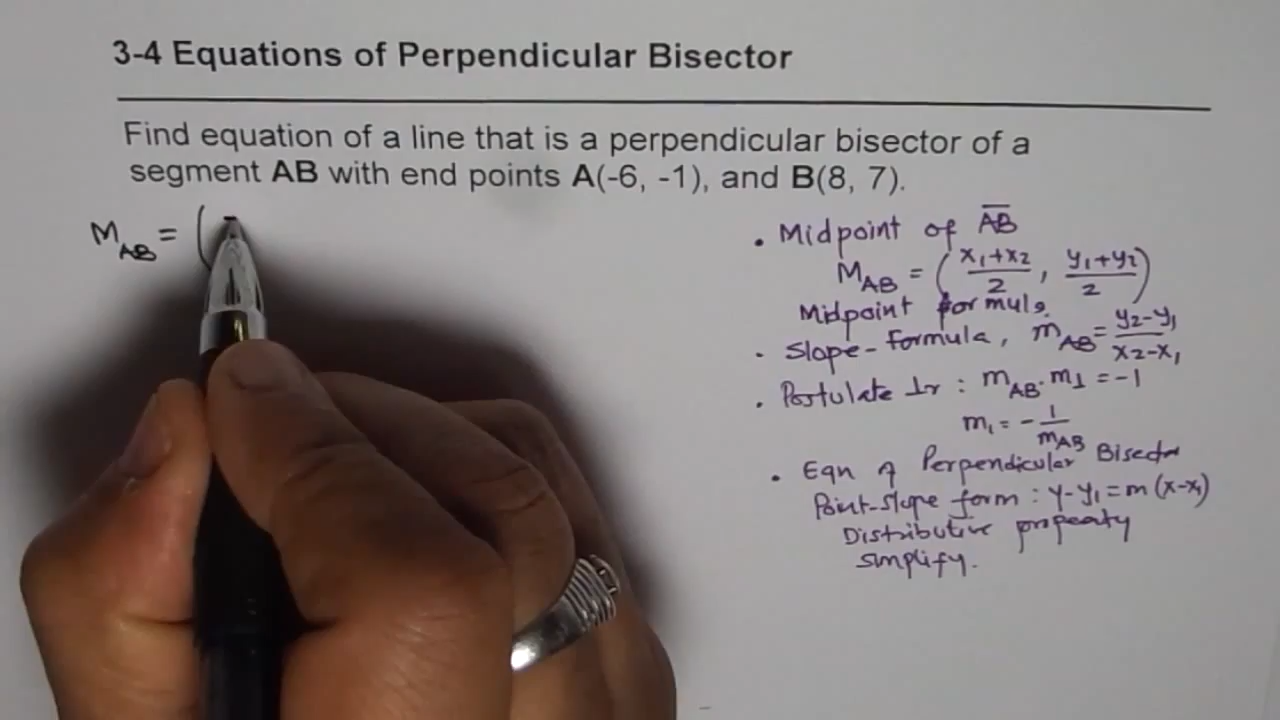 3-4 Equations of Perpendicular Bisector
Find equation of a line that is a perpendicular bisector of a
segment AB with end points A(-6, -1), and B(8, 7).
M_AB = ( -
• Midpoint of A̅B̅
M_AB = ( (x₁+x₂)/2 , (y₁+y₂)/2 )
Midpoint formula
• Slope-formula, m_AB = (y₂-y₁)/(x₂-x₁)
• Postulate ⊥r : m_AB · m⊥ = -1
m⊥ = -1/m_AB
• Eqn of Perpendicular Bisector
Point-slope form : y-y₁=m(x-x₁)
Distributive property
simplify.